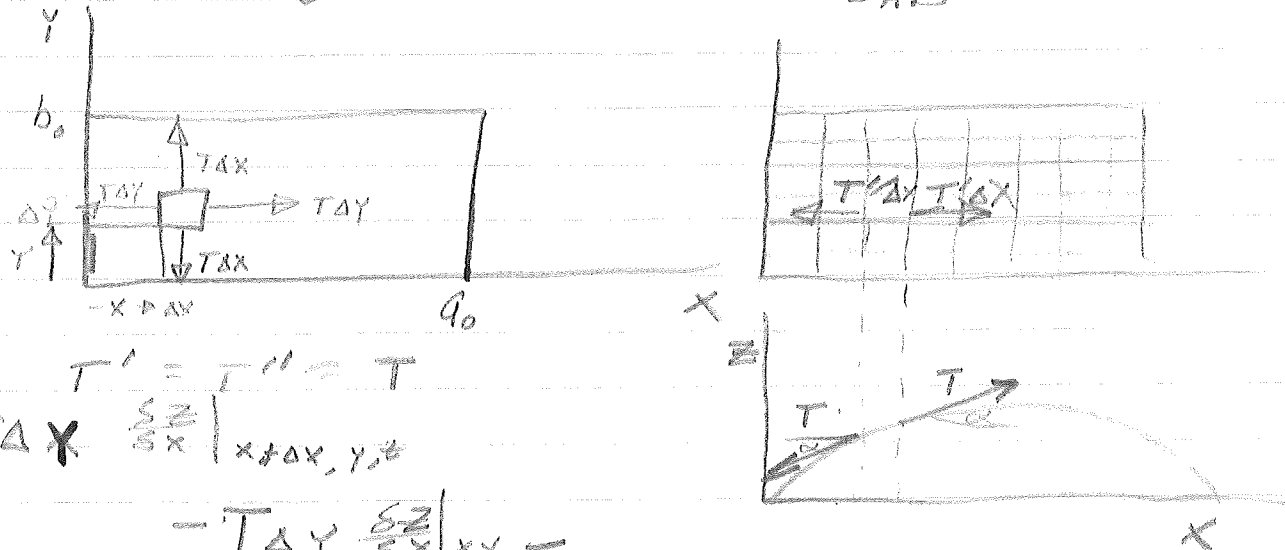 Y
b₀
TΔX
TΔY
TΔY
ΔY
Y
TΔX
X
ΔX
a₀
X
T'ΔY T'ΔX
T' = T'' = T
ΔY δz/δx | x+ΔX, Y, t
-TΔY δz/δx | x Y -
Z
T
α
T
α
X